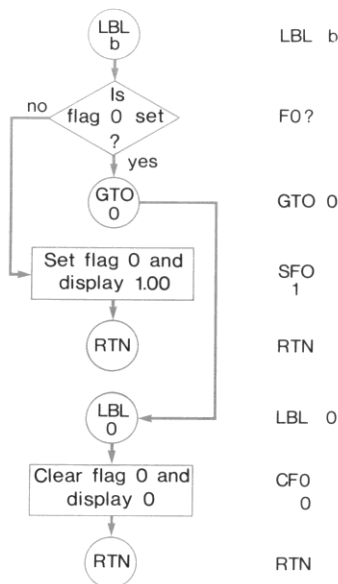 LBL
b
LBL b
Is
no
flag 0 set
F0?
?
yes
GTO
0
GTO 0
Set flag 0 and
display 1.00
SF0
1
RTN
RTN
LBL
0
LBL 0
Clear flag 0 and
display 0
CF0
0
RTN
RTN